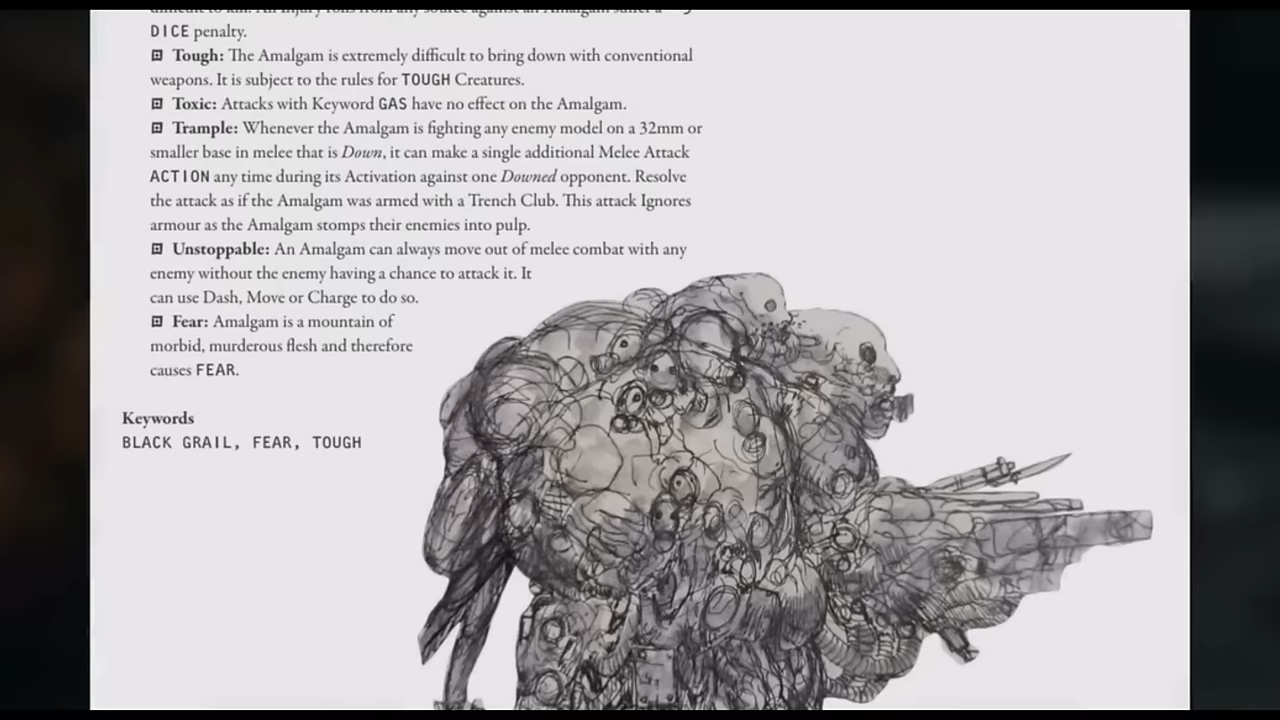 DICE penalty.
Tough: The Amalgam is extremely difficult to bring down with conventional
weapons. It is subject to the rules for TOUGH Creatures.
Toxic: Attacks with Keyword GAS have no effect on the Amalgam.
Trample: Whenever the Amalgam is fighting any enemy model on a 32mm or
smaller base in melee that is Down, it can make a single additional Melee Attack
ACTION any time during its Activation against one Downed opponent. Resolve
the attack as if the Amalgam was armed with a Trench Club. This attack Ignores
armour as the Amalgam stomps their enemies into pulp.
Unstoppable: An Amalgam can always move out of melee combat with any
enemy without the enemy having a chance to attack it. It
can use Dash, Move or Charge to do so.
Fear: Amalgam is a mountain of
morbid, murderous flesh and therefore
causes FEAR.
Keywords
BLACK GRAIL, FEAR, TOUGH